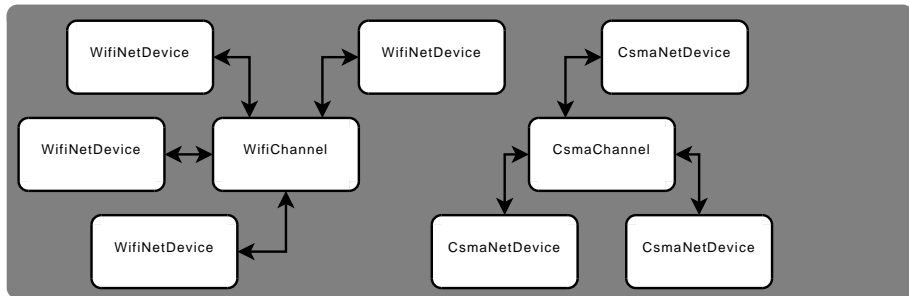 WifiNetDevice
WifiNetDevice
CsmaNetDevice
WifiNetDevice
WifiChannel
CsmaChannel
WifiNetDevice
CsmaNetDevice
CsmaNetDevice